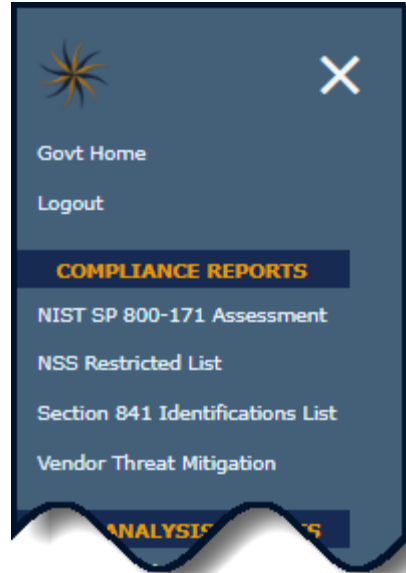 Govt Home
Logout
COMPLIANCE REPORTS
NIST SP 800-171 Assessment
NSS Restricted List
Section 841 Identifications List
Vendor Threat Mitigation
ANALYSIS